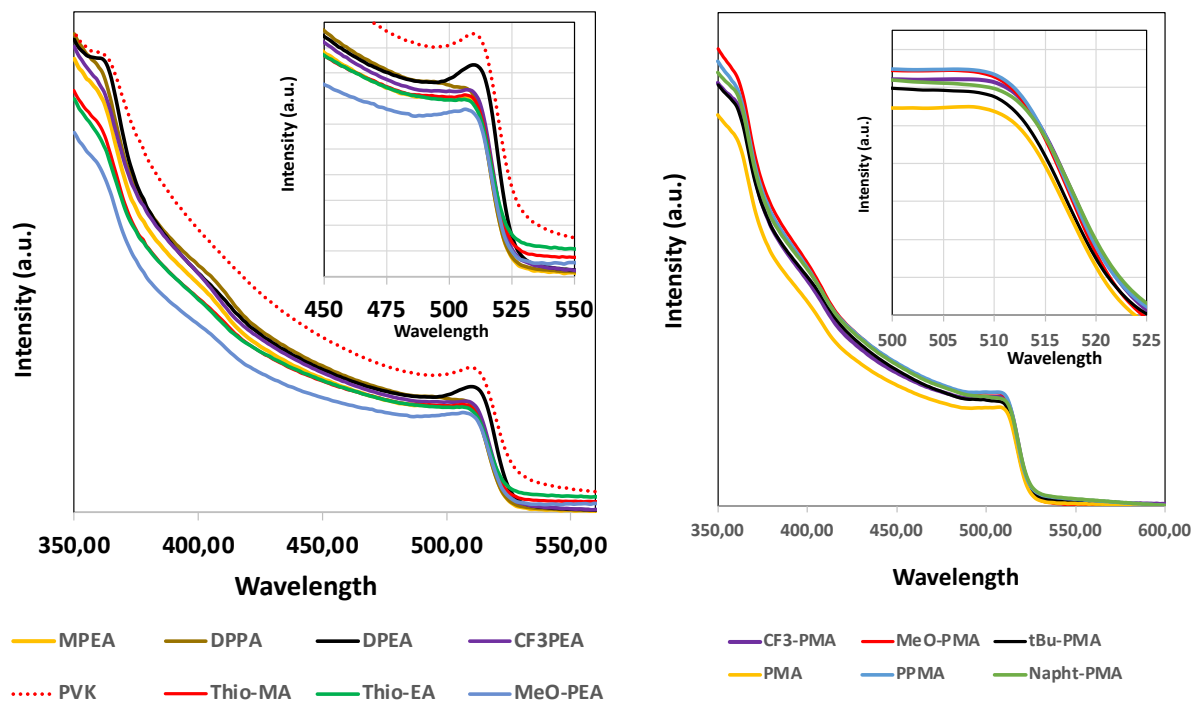 Intensity (a.u.)
Intensity (a.u.)
450 475 500 525 550
Wavelength
350,00 400,00 450,00 500,00 550,00
Wavelength
MPEA DPPA DPEA CF3PEA
PVK Thio-MA Thio-EA MeO-PEA
Intensity (a.u.)
Intensity (a.u.)
500 505 510 515 520 525
Wavelength
350,00 400,00 450,00 500,00 550,00 600,00
Wavelength
CF3-PMA MeO-PMA tBu-PMA
PMA PPMA Napht-PMA